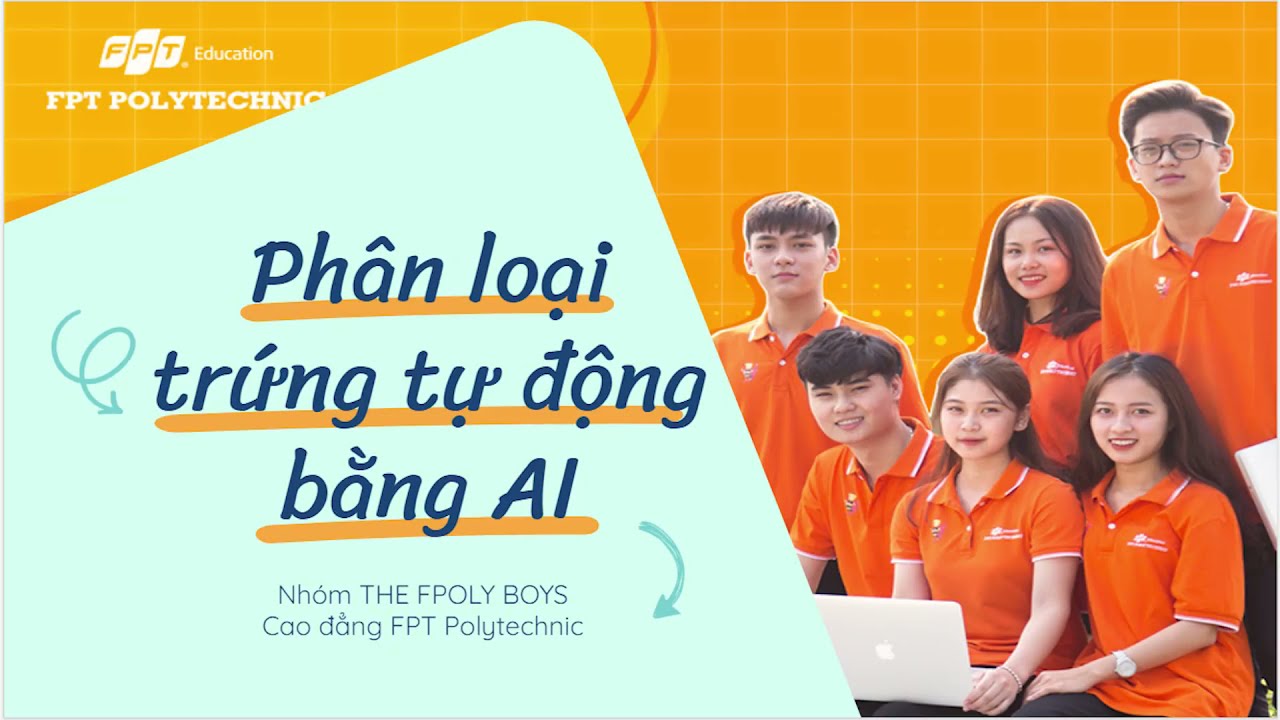 FPT Education
FPT POLYTECHNIC
Phân loại
trứng tự động
bằng AI
Nhóm THE FPOLY BOYS
Cao đẳng FPT Polytechnic